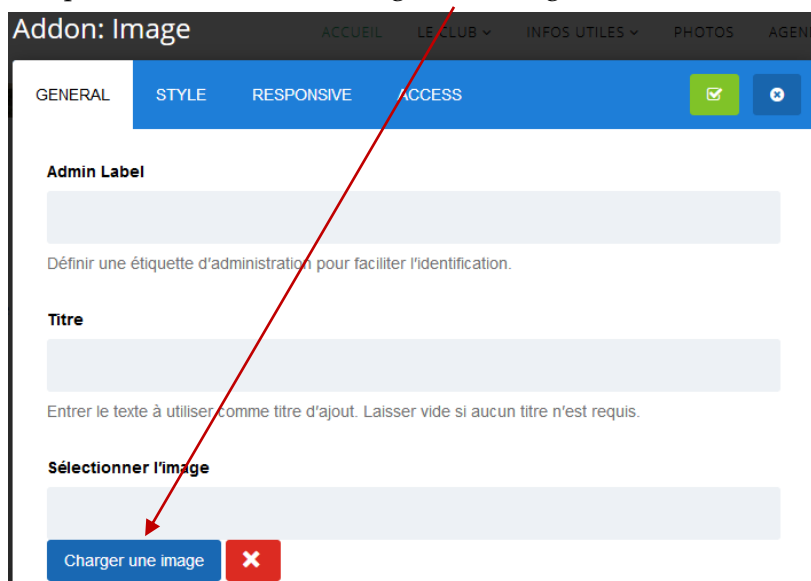 Addon: Image
ACCUEIL LE CLUB INFOS UTILES PHOTOS
GENERAL STYLE RESPONSIVE ACCESS
Admin Label
Définir une étiquette d'administration pour faciliter l'identification.
Titre
Entrer le texte à utiliser comme titre d'ajout. Laisser vide si aucun titre n'est requis.
Sélectionner l'image
Charger une image